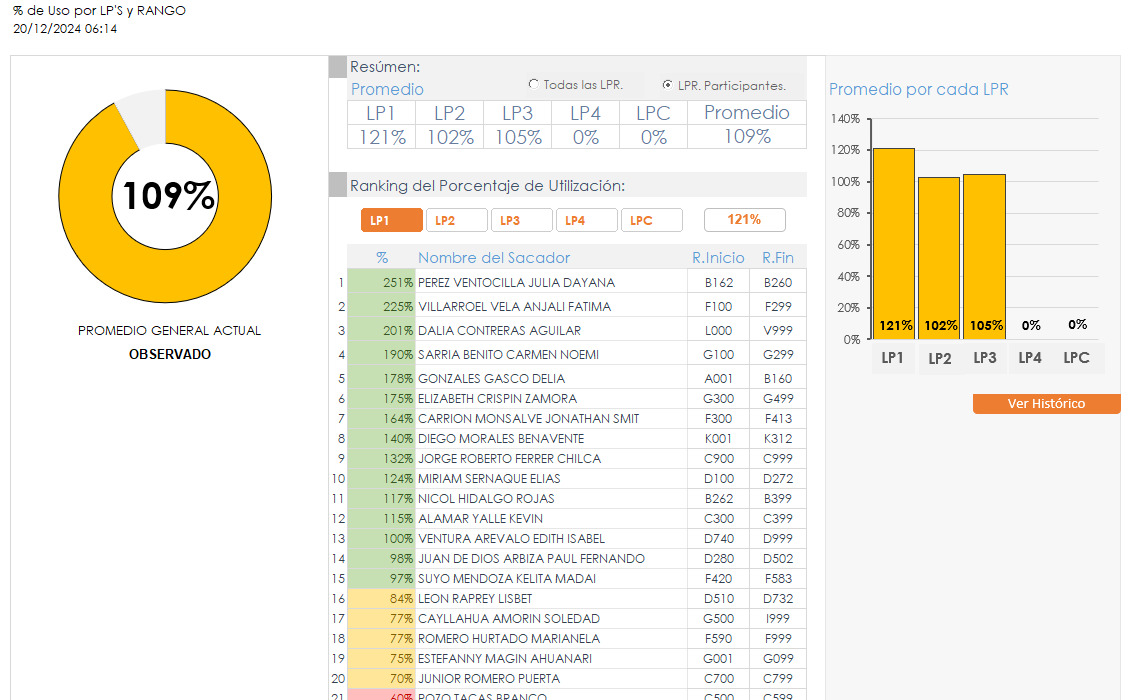 % de Uso por LP'S y RANGO
20/12/2024 06:14
109%
PROMEDIO GENERAL ACTUAL
OBSERVADO
Resúmen:
Promedio
Todas las LPR.
LPR. Participantes.
LP1 LP2 LP3 LP4 LPC Promedio
121% 102% 105% 0% 0% 109%
Ranking del Porcentaje de Utilización:
LP1 LP2 LP3 LP4 LPC 121%
% Nombre del Sacador R.Inicio R.Fin
1 251% PEREZ VENTOCILLA JULIA DAYANA B162 B260
2 225% VILLARROEL VELA ANJALI FATIMA F100 F299
3 201% DALIA CONTRERAS AGUILAR L000 V999
4 190% SARRIA BENITO CARMEN NOEMI G100 G299
5 178% GONZALES GASCO DELIA A001 B160
6 175% ELIZABETH CRISPIN ZAMORA G300 G499
7 164% CARRION MONSALVE JONATHAN SMIT F300 F413
8 140% DIEGO MORALES BENAVENTE K001 K312
9 132% JORGE ROBERTO FERRER CHILCA C900 C999
10 124% MIRIAM SERNAQUE ELIAS D100 D272
11 117% NICOL HIDALGO ROJAS B262 B399
12 115% ALAMAR YALLE KEVIN C300 C399
13 100% VENTURA AREVALO EDITH ISABEL D740 D999
14 98% JUAN DE DIOS ARBIZA PAUL FERNANDO D280 D502
15 97% SUYO MENDOZA KELITA MADAI F420 F583
16 84% LEON RAPREY LISBET D510 D732
17 77% CAYLLAHUA AMORIN SOLEDAD G500 I999
18 77% ROMERO HURTADO MARIANELA F590 F999
19 75% ESTEFANNY MAGIN AHUANARI G001 G099
20 70% JUNIOR ROMERO PUERTA C700 C799
21 60% POZO TACAS BRANCO C500 C599
Promedio por cada LPR
140%
120%
100%
80%
60%
40%
20%
0%
121% 102% 105% 0% 0%
LP1 LP2 LP3 LP4 LPC
Ver Histórico